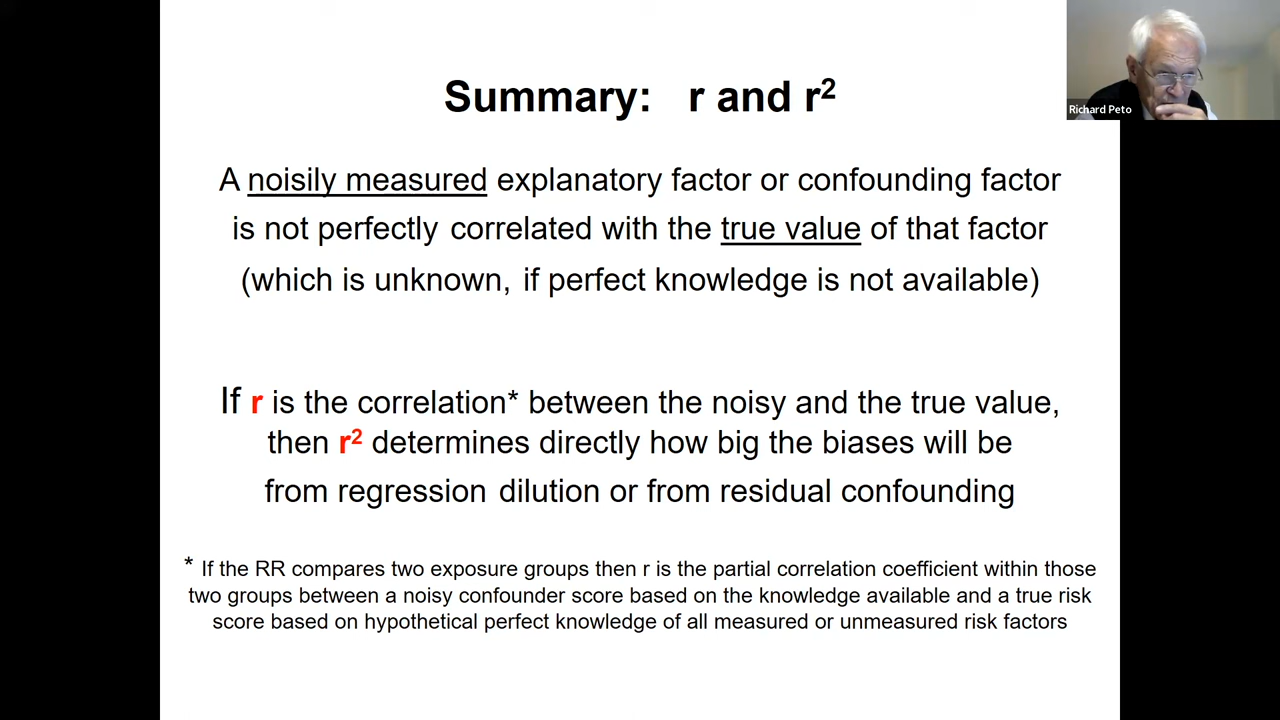 Summary: r and r²
Richard Peto
A noisily measured explanatory factor or confounding factor
is not perfectly correlated with the true value of that factor
(which is unknown, if perfect knowledge is not available)
If r is the correlation* between the noisy and the true value,
then r² determines directly how big the biases will be
from regression dilution or from residual confounding
* If the RR compares two exposure groups then r is the partial correlation coefficient within those
two groups between a noisy confounder score based on the knowledge available and a true risk
score based on hypothetical perfect knowledge of all measured or unmeasured risk factors